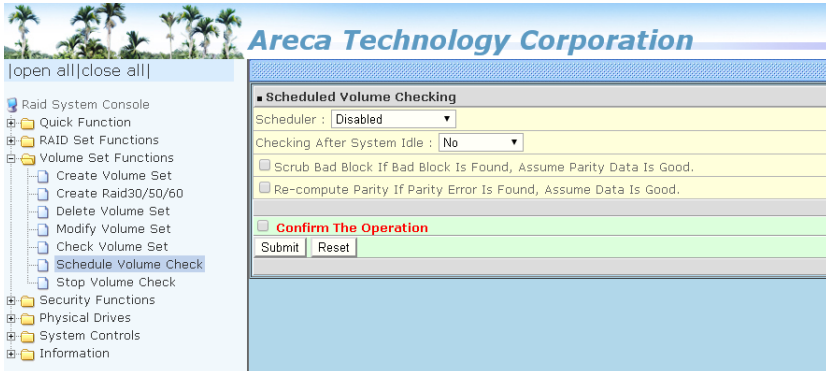 Areca Technology Corporation
|open all|close all|
Raid System Console
Quick Function
RAID Set Functions
Volume Set Functions
Create Volume Set
Create Raid30/50/60
Delete Volume Set
Modify Volume Set
Check Volume Set
Schedule Volume Check
Stop Volume Check
Security Functions
Physical Drives
System Controls
Information
Scheduled Volume Checking
Scheduler : Disabled
Checking After System Idle : No
Scrub Bad Block If Bad Block Is Found, Assume Parity Data Is Good.
Re-compute Parity If Parity Error Is Found, Assume Data Is Good.
Confirm The Operation
Submit Reset